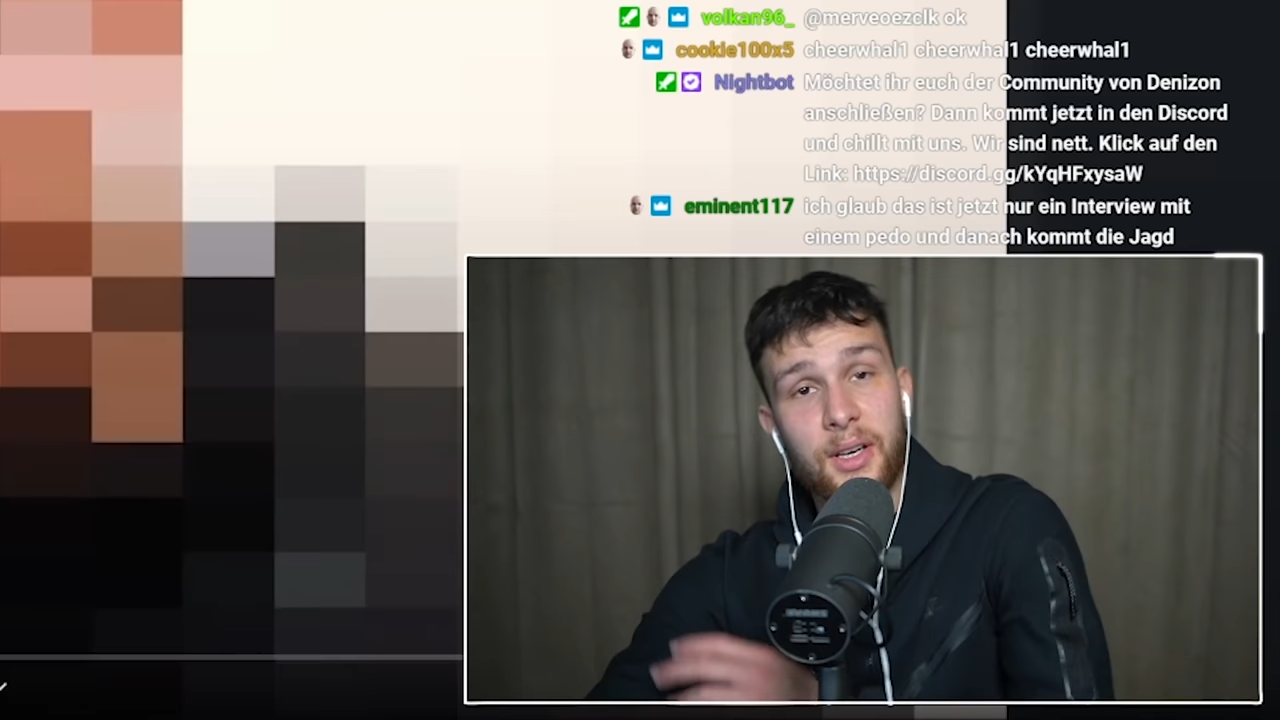 volkan96_ @merveoezclk ok
cookie100x5 cheerwhal1 cheerwhal1 cheerwhal1
Nightbot Möchtet ihr euch der Community von Denizon
anschließen? Dann kommt jetzt in den Discord
und chillt mit uns. Wir sind nett. Klick auf den
Link: https://discord.gg/kYqHFxysaW
eminent117 ich glaub das ist jetzt nur ein Interview mit
einem pedo und danach kommt die Jagd